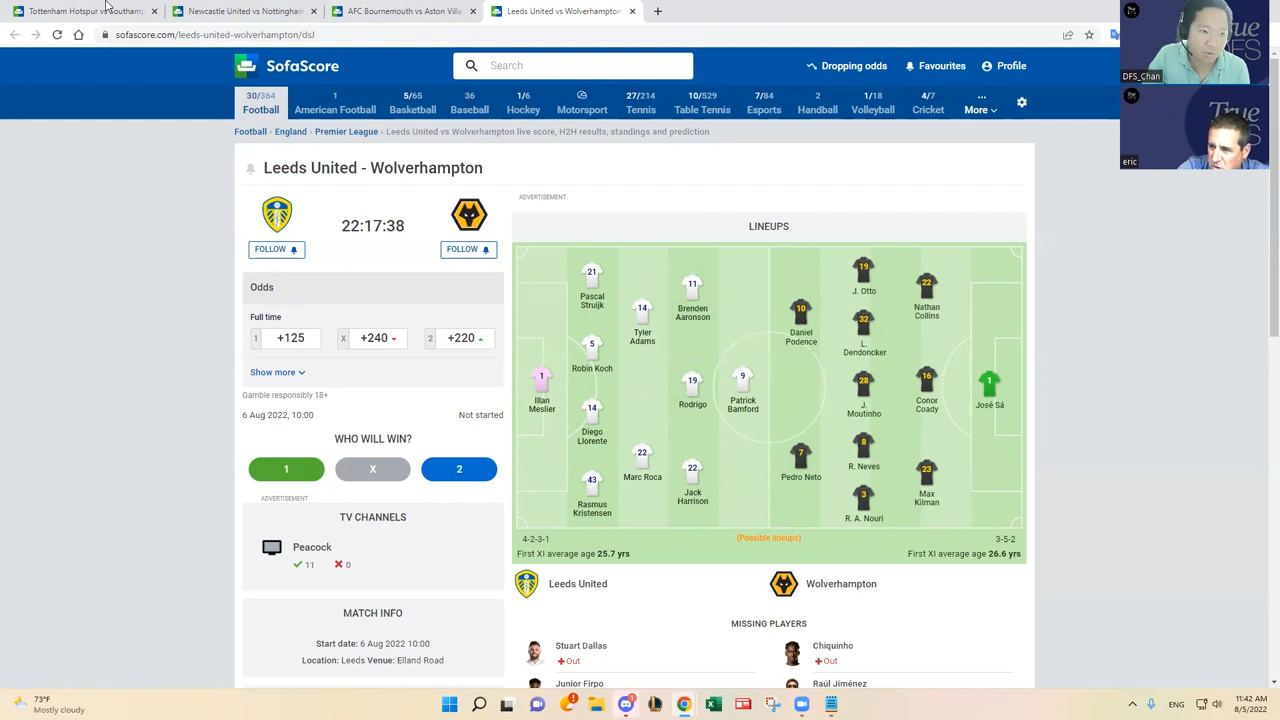 Tottenham Hotspur vs Southamp
Newcastle United vs Nottingham
AFC Bournemouth vs Aston Villa
Leeds United vs Wolverhampton
sofascore.com/leeds-united-wolverhampton/dsJ
SofaScore
Search
Dropping odds
Favourites
Profile
30/364
Football
1
American Football
5/65
Basketball
36
Baseball
1/6
Hockey
Motorsport
27/214
Tennis
10/529
Table Tennis
7/84
Esports
2
Handball
1/18
Volleyball
4/7
Cricket
...
More
Football England Premier League Leeds United vs Wolverhampton live score, H2H results, standings and prediction
Leeds United - Wolverhampton
22:17:38
FOLLOW
FOLLOW
Odds
Full time
1 +125 X +240 2 +220
Show more
Gamble responsibly 18+
6 Aug 2022, 10:00 Not started
WHO WILL WIN?
1 X 2
ADVERTISEMENT
TV CHANNELS
Peacock
11 0
MATCH INFO
Start date: 6 Aug 2022 10:00
Location: Leeds Venue: Elland Road
ADVERTISEMENT
LINEUPS
1
Illan
Meslier
21
Pascal
Struijk
5
Robin Koch
14
Diego
Llorente
43
Rasmus
Kristensen
14
Tyler
Adams
22
Marc Roca
11
Brenden
Aaronson
19
Rodrigo
22
Jack
Harrison
9
Patrick
Bamford
10
Daniel
Podence
7
Pedro Neto
19
J. Otto
32
L.
Dendoncker
28
J.
Moutinho
8
R. Neves
3
R. A. Nouri
22
Nathan
Collins
16
Conor
Coady
23
Max
Kilman
1
José Sá
4-2-3-1 (Possible lineups) 3-5-2
First XI average age 25.7 yrs First XI average age 26.6 yrs
Leeds United
Wolverhampton
MISSING PLAYERS
Stuart Dallas
Out
Chiquinho
Out
Junior Firpo
Raúl Jiménez
DFS_Chan
eric
73°F
Mostly cloudy
ENG
11:42 AM
8/5/2022